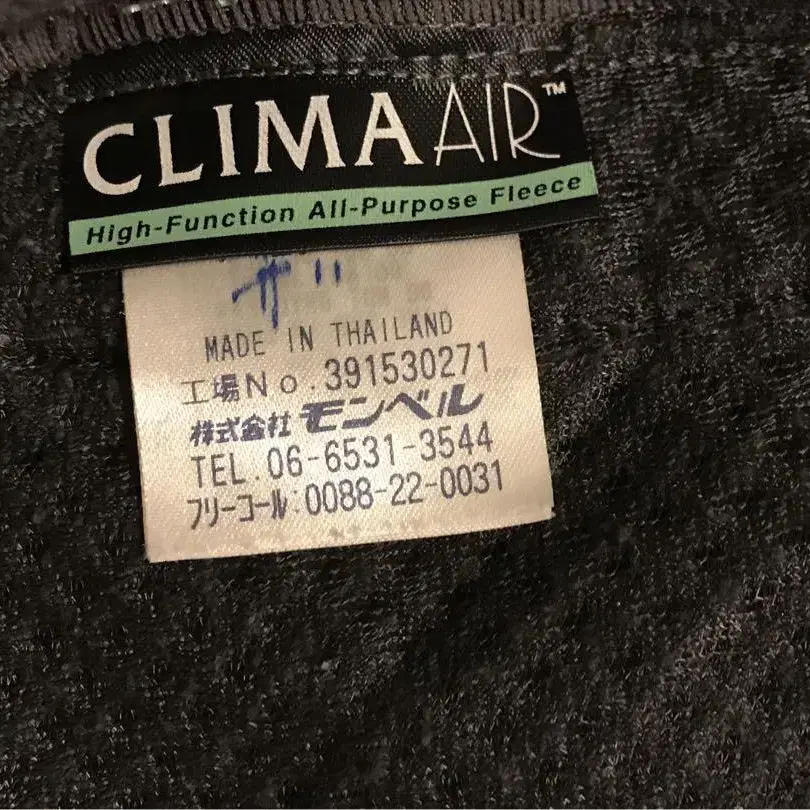 CLIMAAIR™
High-Function All-Purpose Fleece
MADE IN THAILAND
工場No.391530271
株式会社モンベル
TEL.06-6531-3544
フリーコール:0088-22-0031